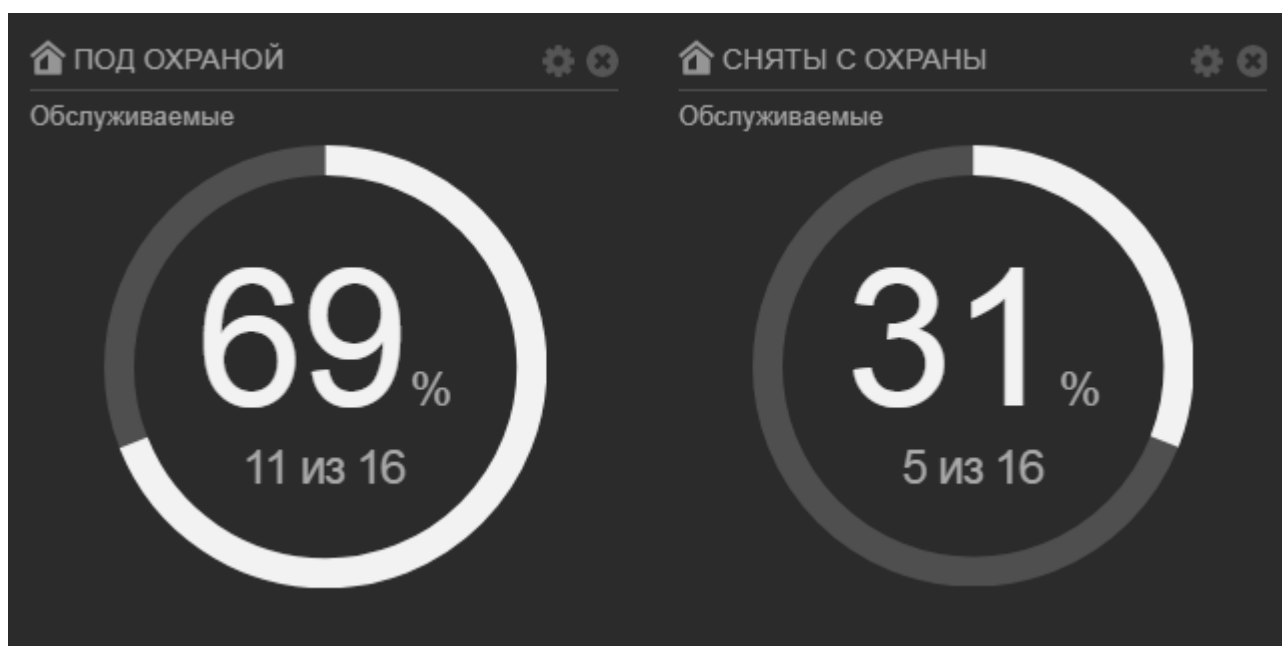 ПОД ОХРАНОЙ
Обслуживаемые
69 %
11 из 16
СНЯТЫ С ОХРАНЫ
Обслуживаемые
31 %
5 из 16